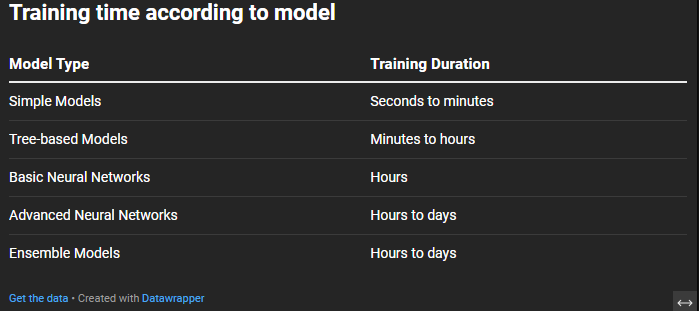 Training time according to model
Model Type Training Duration
Simple Models Seconds to minutes
Tree-based Models Minutes to hours
Basic Neural Networks Hours
Advanced Neural Networks Hours to days
Ensemble Models Hours to days
Get the data • Created with Datawrapper